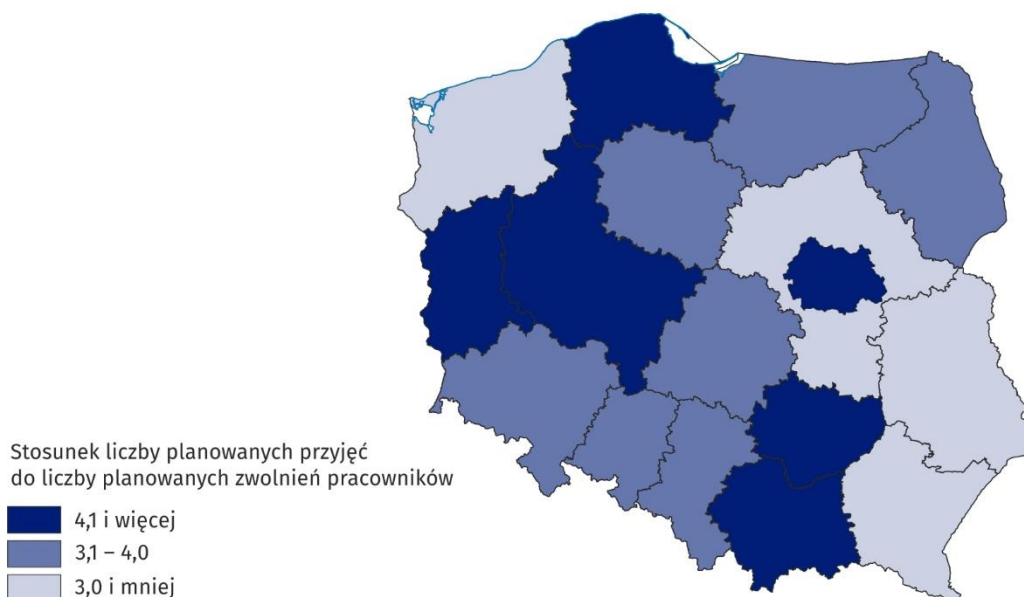 Stosunek liczby planowanych przyjęć
do liczby planowanych zwolnień pracowników
4,1 i więcej
3,1 – 4,0
3,0 i mniej